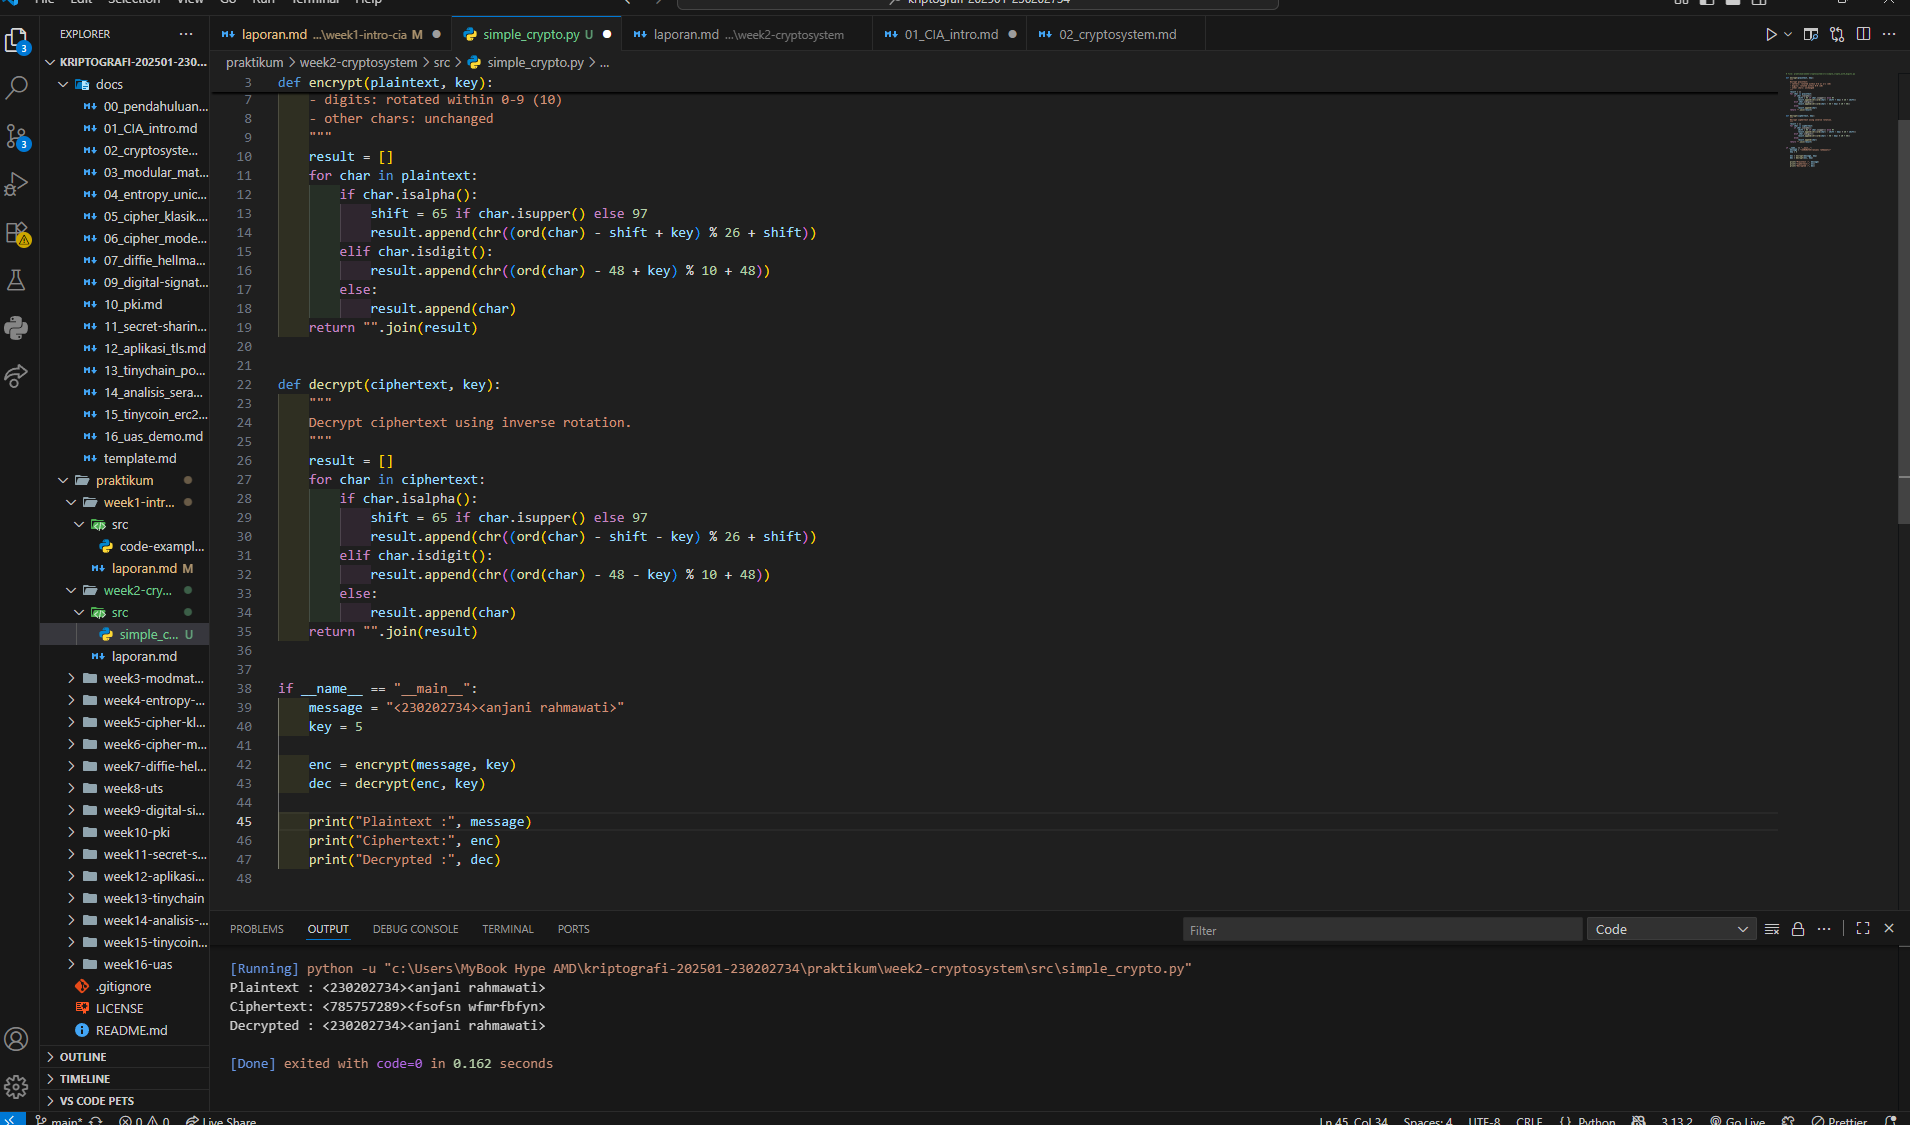 File Edit Selection View Go Run Terminal Help
kriptografi-202501-230202734
EXPLORER
KRIPTOGRAFI-202501-230...
docs
00_pendahuluan...
01_CIA_intro.md
02_cryptosyste...
03_modular_mat...
04_entropy_unic...
05_cipher_klasik...
06_cipher_mode...
07_diffie_hellma...
09_digital-signat...
10_pki.md
11_secret-sharin...
12_aplikasi_tls.md
13_tinychain_po...
14_analisis_sera...
15_tinycoin_erc2...
16_uas_demo.md
template.md
praktikum
week1-intr...
src
code-exampl...
laporan.md M
week2-cry...
src
simple_c... U
laporan.md
week3-modmat...
week4-entropy-...
week5-cipher-kl...
week6-cipher-m...
week7-diffie-hel...
week8-uts
week9-digital-si...
week10-pki
week11-secret-s...
week12-aplikasi...
week13-tinychain
week14-analisis-...
week15-tinycoin...
week16-uas
.gitignore
LICENSE
README.md
OUTLINE
TIMELINE
VS CODE PETS
laporan.md ...\week1-intro-cia M
simple_crypto.py U
laporan.md ...\week2-cryptosystem
01_CIA_intro.md
02_cryptosystem.md
praktikum > week2-cryptosystem > src > simple_crypto.py > ...
3 def encrypt(plaintext, key):
7 - digits: rotated within 0-9 (10)
8 - other chars: unchanged
9 """
10 result = []
11 for char in plaintext:
12 if char.isalpha():
13 shift = 65 if char.isupper() else 97
14 result.append(chr((ord(char) - shift + key) % 26 + shift))
15 elif char.isdigit():
16 result.append(chr((ord(char) - 48 + key) % 10 + 48))
17 else:
18 result.append(char)
19 return "".join(result)
20
21
22 def decrypt(ciphertext, key):
23 """
24 Decrypt ciphertext using inverse rotation.
25 """
26 result = []
27 for char in ciphertext:
28 if char.isalpha():
29 shift = 65 if char.isupper() else 97
30 result.append(chr((ord(char) - shift - key) % 26 + shift))
31 elif char.isdigit():
32 result.append(chr((ord(char) - 48 - key) % 10 + 48))
33 else:
34 result.append(char)
35 return "".join(result)
36
37
38 if __name__ == "__main__":
39 message = "<230202734><anjani rahmawati>"
40 key = 5
41
42 enc = encrypt(message, key)
43 dec = decrypt(enc, key)
44
45 print("Plaintext :", message)
46 print("Ciphertext:", enc)
47 print("Decrypted :", dec)
48
PROBLEMS OUTPUT DEBUG CONSOLE TERMINAL PORTS
Filter
Code
[Running] python -u "c:\Users\MyBook Hype AMD\kriptografi-202501-230202734\praktikum\week2-cryptosystem\src\simple_crypto.py"
Plaintext : <230202734><anjani rahmawati>
Ciphertext: <785757289><fsofsn wfmrfbfyn>
Decrypted : <230202734><anjani rahmawati>
[Done] exited with code=0 in 0.162 seconds
main* 0 0 Live Share
Ln 45, Col 34 Spaces: 4 UTF-8 CRLF {} Python 3.13.2 Go Live Prettier